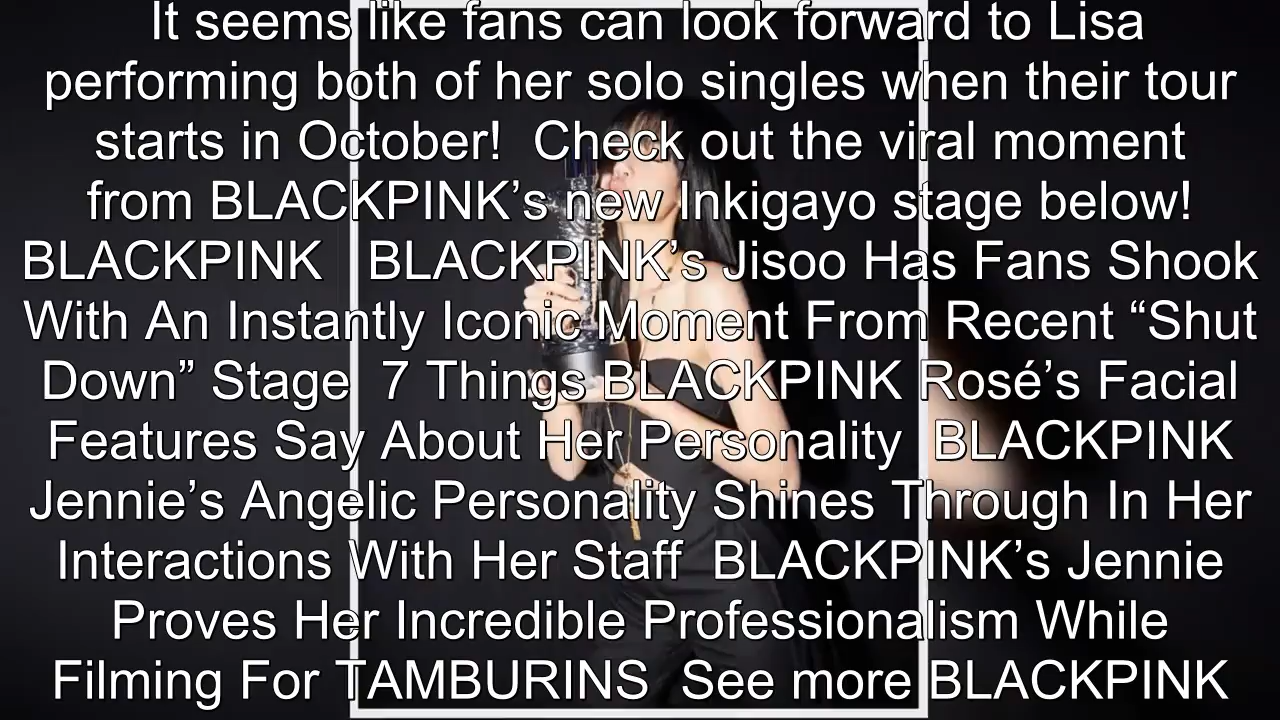 It seems like fans can look forward to Lisa
performing both of her solo singles when their tour
starts in October!  Check out the viral moment
from BLACKPINK’s new Inkigayo stage below!
BLACKPINK   BLACKPINK’s Jisoo Has Fans Shook
With An Instantly Iconic Moment From Recent “Shut
Down” Stage  7 Things BLACKPINK Rosé’s Facial
Features Say About Her Personality  BLACKPINK
Jennie’s Angelic Personality Shines Through In Her
Interactions With Her Staff  BLACKPINK’s Jennie
Proves Her Incredible Professionalism While
Filming For TAMBURINS  See more BLACKPINK